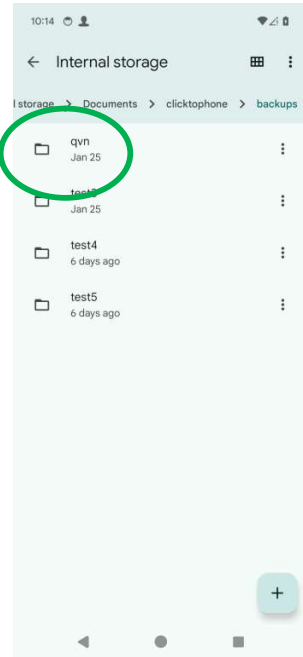 10:14
Internal storage
l storage > Documents > clicktophone > backups
qvn
Jan 25
Jan 25
test4
6 days ago
test5
6 days ago